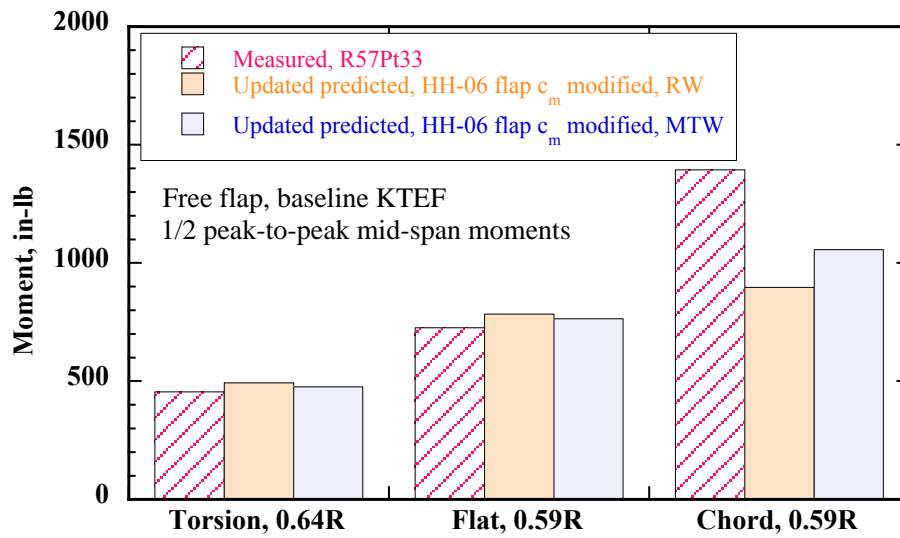 2000
1500
1000
500
0
Moment, in-lb
Measured, R57Pt33
Updated predicted, HH-06 flap c_m modified, RW
Updated predicted, HH-06 flap c_m modified, MTW
Free flap, baseline KTEF
1/2 peak-to-peak mid-span moments
Torsion, 0.64R
Flat, 0.59R
Chord, 0.59R